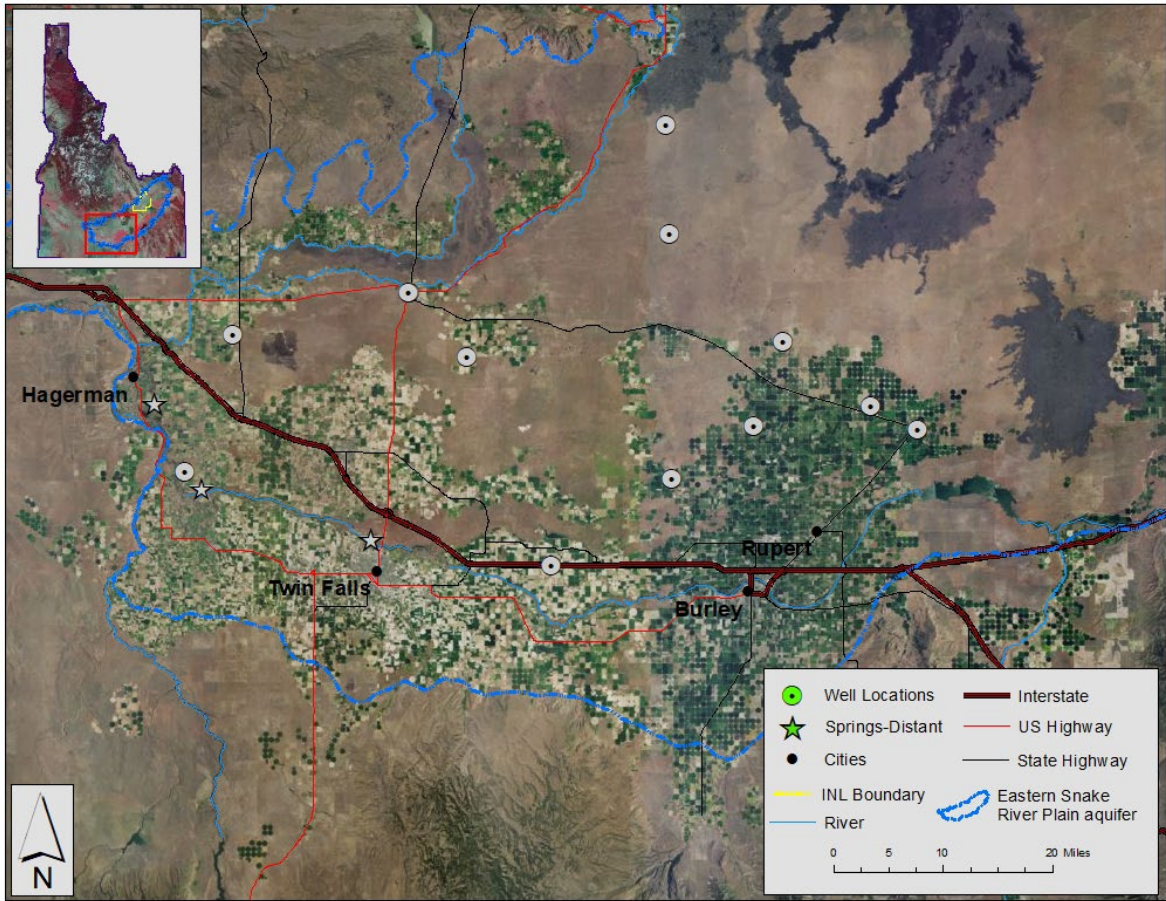 Hagerman
Twin Falls
Rupert
Burley
Well Locations
Springs-Distant
Cities
INL Boundary
River
Interstate
US Highway
State Highway
Eastern Snake
River Plain aquifer
0 5 10 20 Miles
N